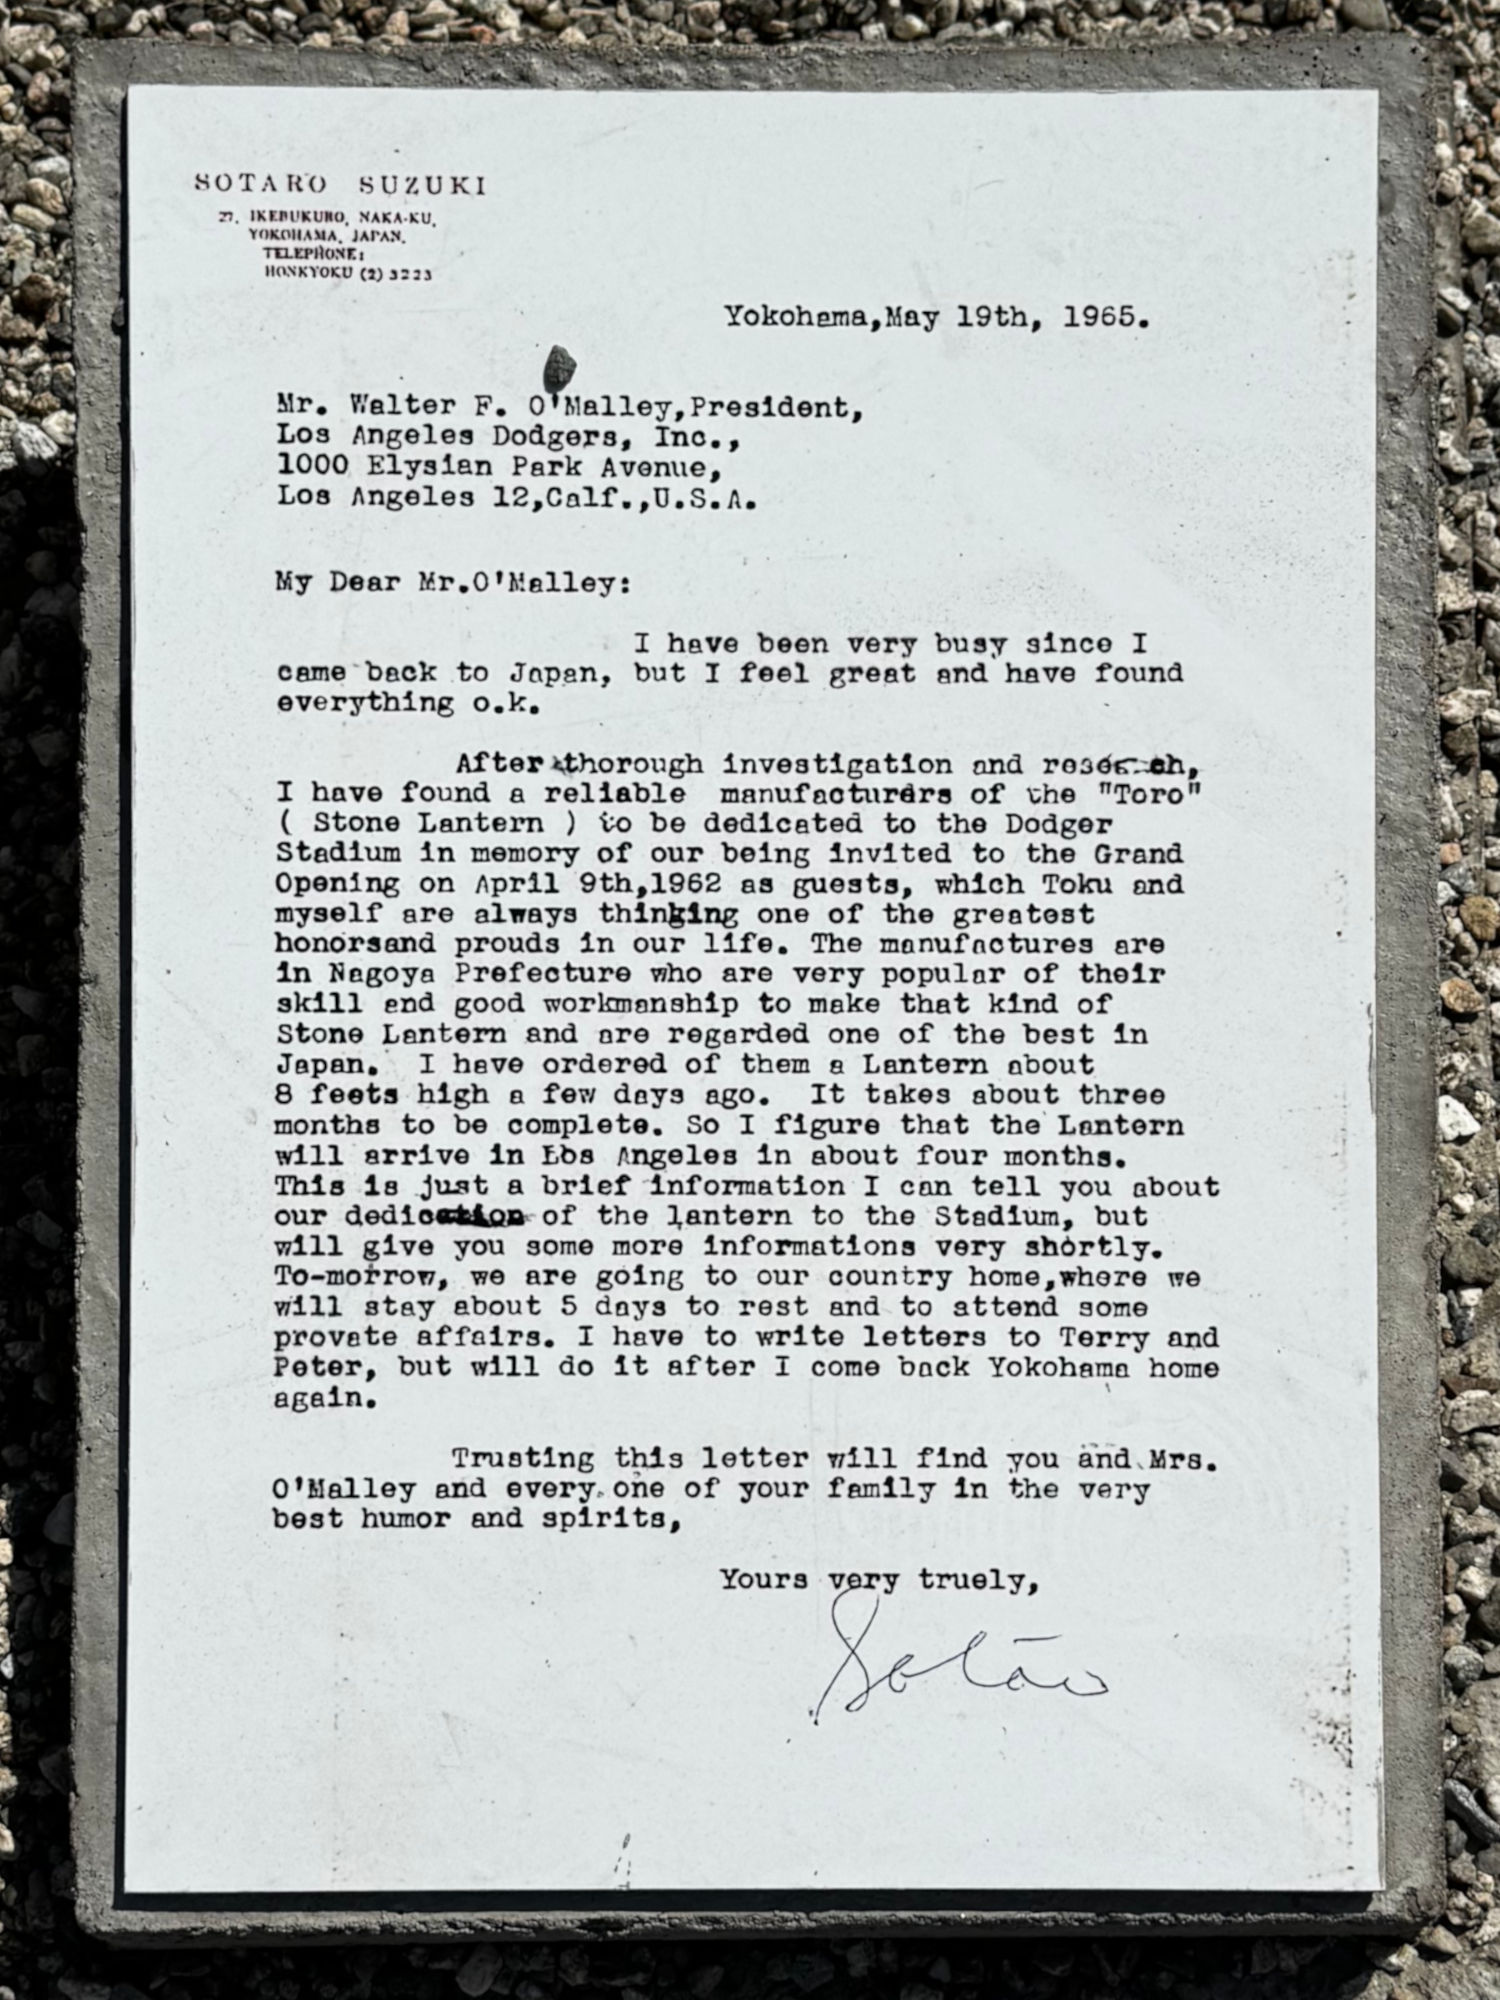 SOTARO SUZUKI
27, IKEBUKURO, NAKA-KU,
YOKOHAMA, JAPAN.
TELEPHONE:
HONKYOKU (2) 3223
Yokohama,May 19th, 1965.
Mr. Walter F. O'Malley,President,
Los Angeles Dodgers, Inc.,
1000 Elysian Park Avenue,
Los Angeles 12,Calf.,U.S.A.
My Dear Mr.O'Malley:
I have been very busy since I
came back to Japan, but I feel great and have found
everything o.k.
After thorough investigation and research,
I have found a reliable manufacturers of the "Toro"
( Stone Lantern ) to be dedicated to the Dodger
Stadium in memory of our being invited to the Grand
Opening on April 9th,1962 as guests, which Toku and
myself are always thinking one of the greatest
honorsand prouds in our life. The manufactures are
in Nagoya Prefecture who are very popular of their
skill and good workmanship to make that kind of
Stone Lantern and are regarded one of the best in
Japan. I have ordered of them a Lantern about
8 feets high a few days ago. It takes about three
months to be complete. So I figure that the Lantern
will arrive in Los Angeles in about four months.
This is just a brief information I can tell you about
our dedication of the lantern to the Stadium, but
will give you some more informations very shortly.
To-morrow, we are going to our country home,where we
will stay about 5 days to rest and to attend some
provate affairs. I have to write letters to Terry and
Peter, but will do it after I come back Yokohama home
again.
Trusting this letter will find you and Mrs.
O'Malley and every one of your family in the very
best humor and spirits,
Yours very truely,